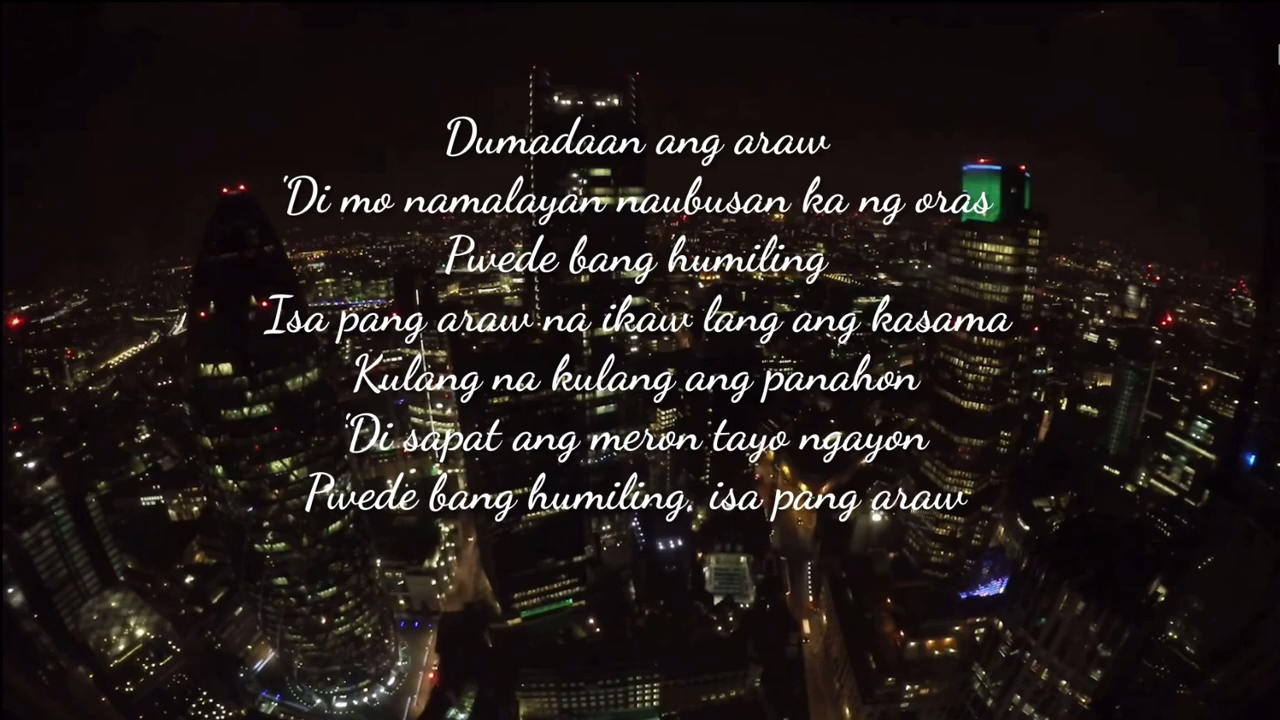 Dumadaan ang araw
'Di mo namalayan naubusan ka ng oras
Pwede bang humiling
Isa pang araw na ikaw lang ang kasama
Kulang na kulang ang panahon
'Di sapat ang meron tayo ngayon
Pwede bang humiling, isa pang araw